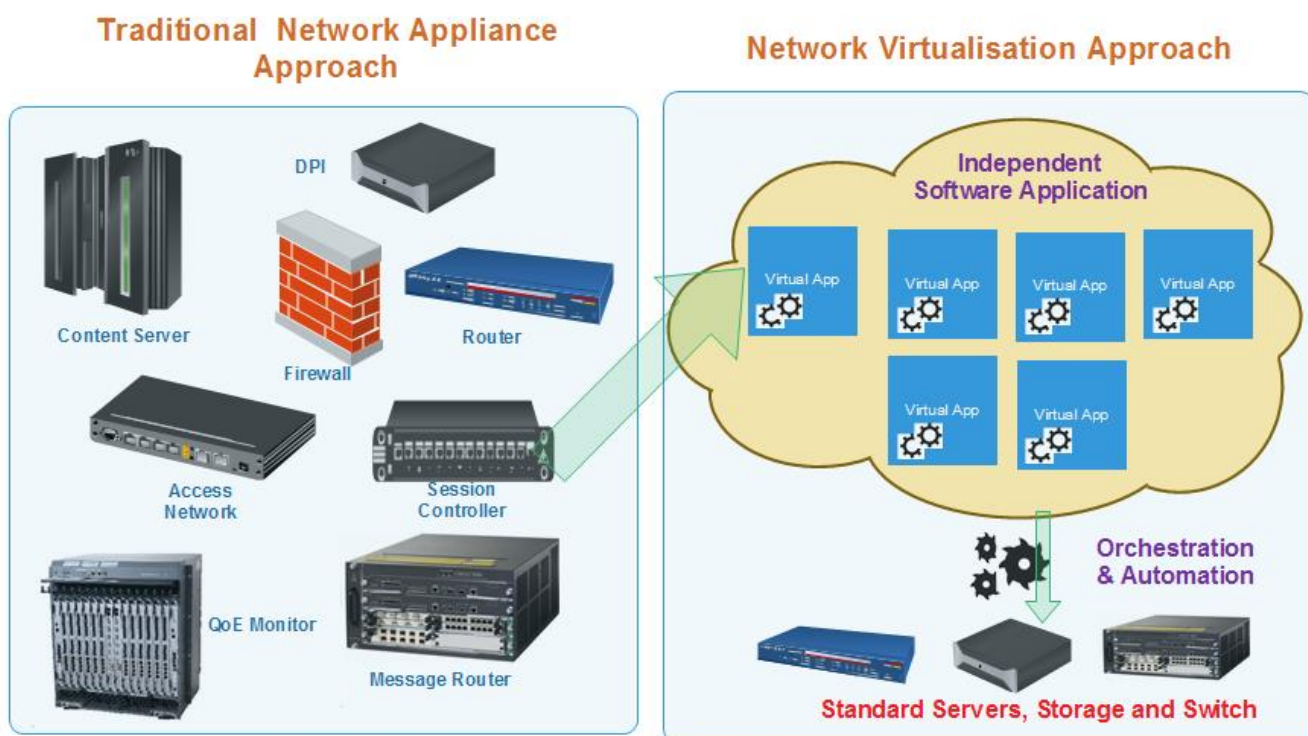 Traditional Network Appliance
Approach
DPI
Content Server
Firewall
Router
Access
Network
Session
Controller
QoE Monitor
Message Router
Network Virtualisation Approach
Independent
Software Application
Virtual App
Virtual App
Virtual App
Virtual App
Virtual App
Virtual App
Orchestration
& Automation
Standard Servers, Storage and Switch